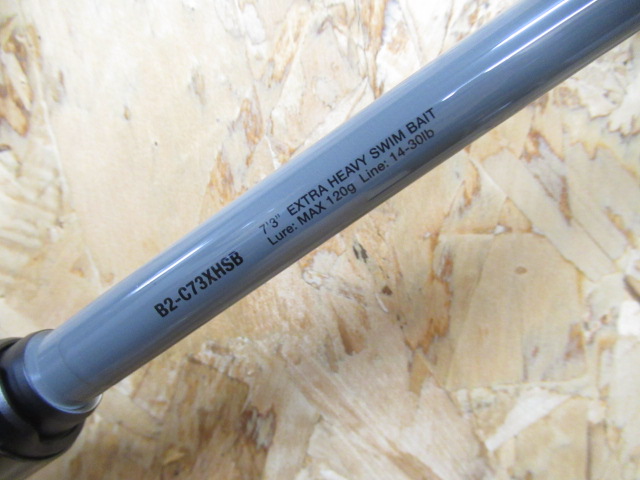 B2-C73XHSB
7'3" EXTRA HEAVY SWIM BAIT
Lure: MAX 120g Line: 14-30lb